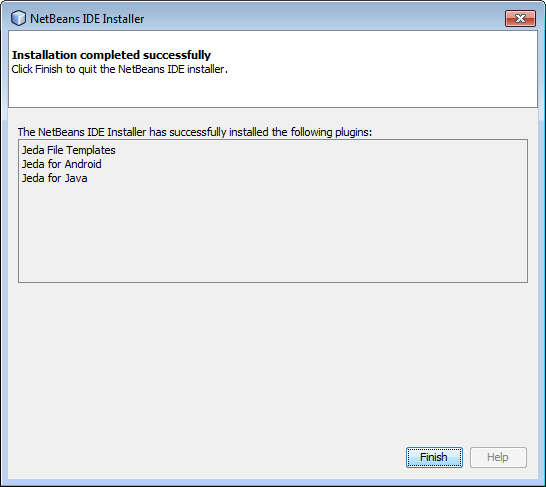 NetBeans IDE Installer
Installation completed successfully
Click Finish to quit the NetBeans IDE installer.
The NetBeans IDE Installer has successfully installed the following plugins:
Jeda File Templates
Jeda for Android
Jeda for Java
Finish
Help